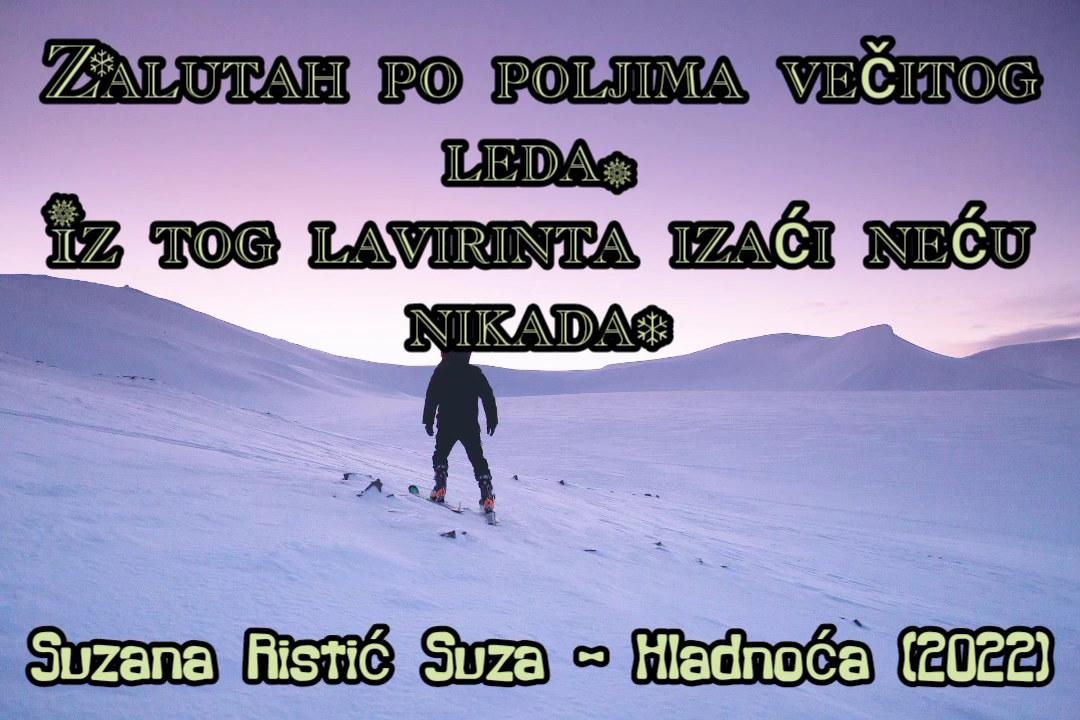 Zalutah po poljima večitog
leda❄
Iz tog lavirinta izaći neću
nikada❄
Suzana Ristić Suza ~ Hladnoća (2022)